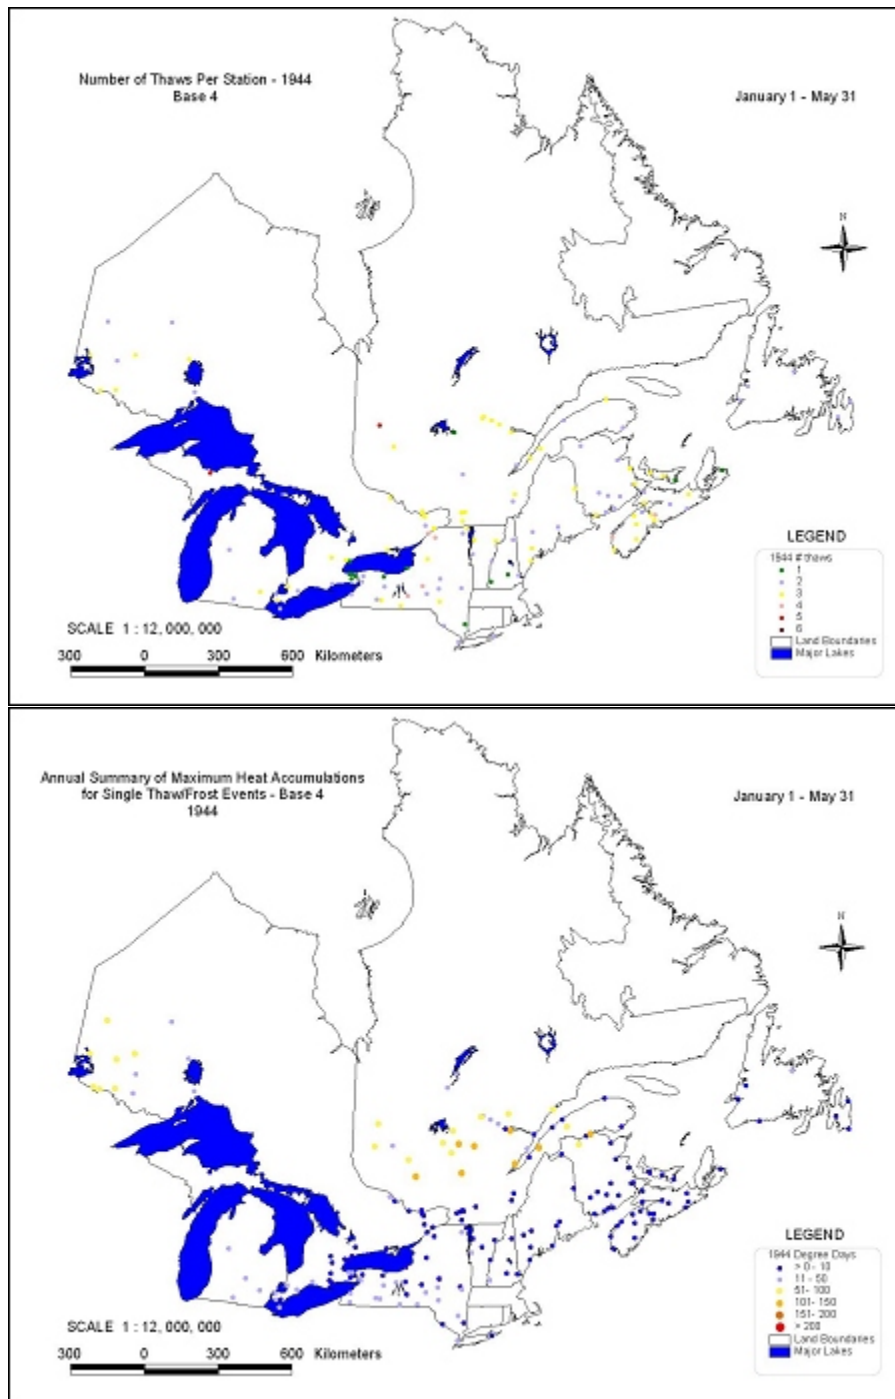 Number of Thaws Per Station - 1944
Base 4
January 1 - May 31
N
LEGEND
1944 # thaws
1
2
3
4
5
6
Land Boundaries
Major Lakes
SCALE 1 : 12,000,000
300 0 300 600 Kilometers
Annual Summary of Maximum Heat Accumulations
for Single Thaw/Frost Events - Base 4
1944
January 1 - May 31
N
LEGEND
1944 Degree Days
> 0 - 10
11 - 50
51 - 100
101 - 150
151 - 200
> 200
Land Boundaries
Major Lakes
SCALE 1 : 12,000,000
300 0 300 600 Kilometers